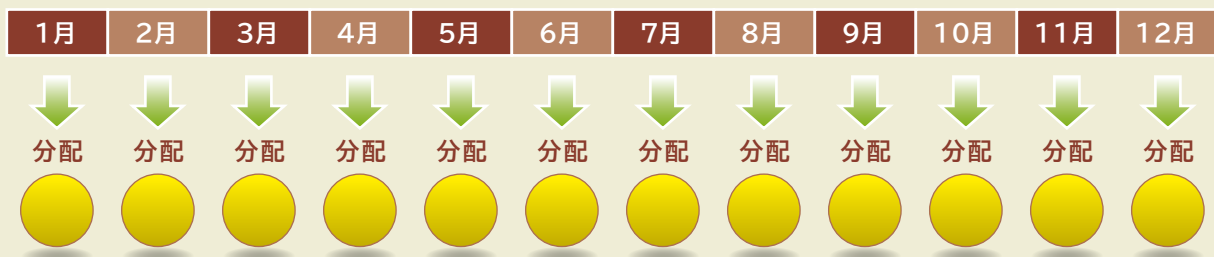 1月 2月 3月 4月 5月 6月 7月 8月 9月 10月 11月 12月
分配 分配 分配 分配 分配 分配 分配 分配 分配 分配 分配 分配